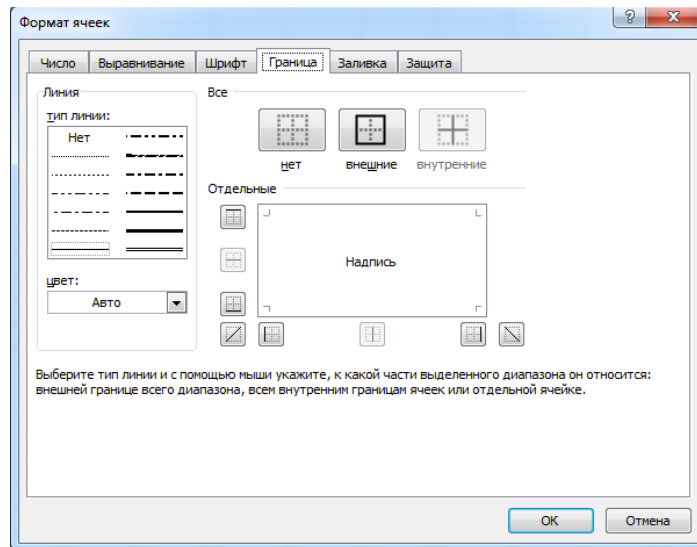 Формат ячеек
Число Выравнивание Шрифт Граница Заливка Защита
Линия
тип линии:
Нет
цвет:
Авто
Все
нет внешние внутренние
Отдельные
Надпись
Выберите тип линии и с помощью мыши укажите, к какой части выделенного диапазона он относится:
внешней границе всего диапазона, всем внутренним границам ячеек или отдельной ячейке.
ОК Отмена